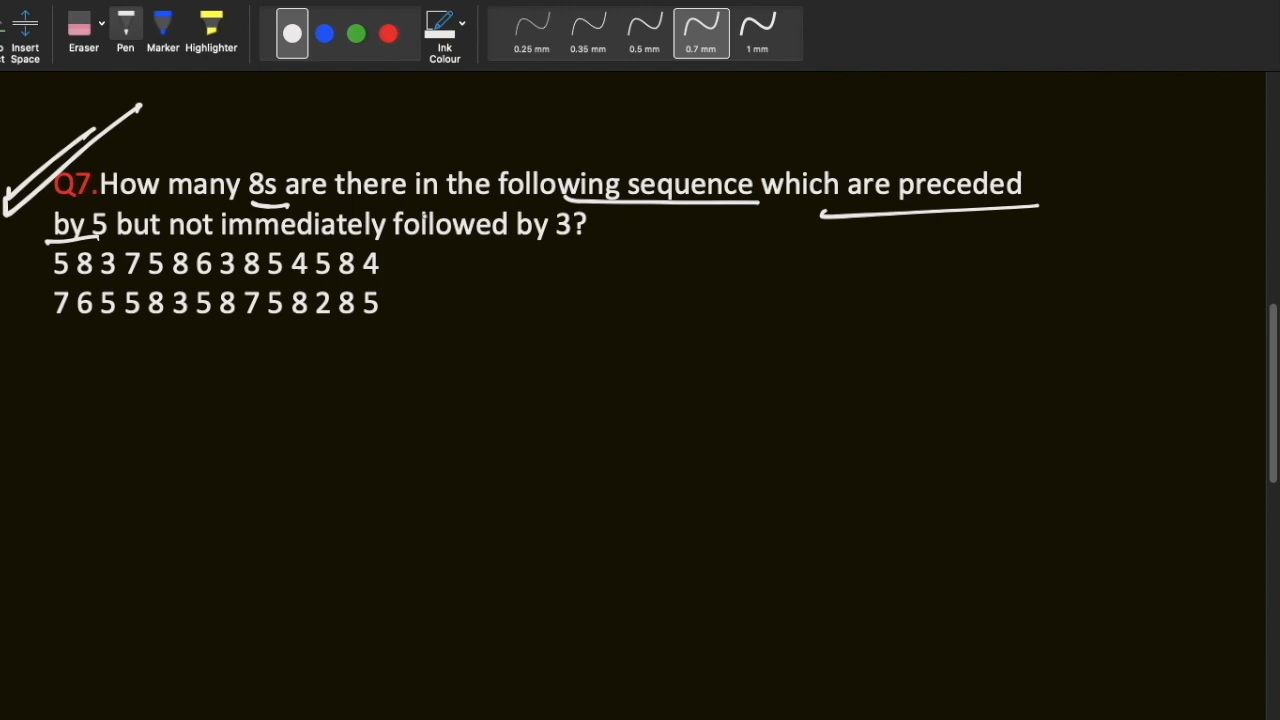 Insert
Space
Eraser
Pen
Marker
Highlighter
Ink
Colour
0.25 mm
0.35 mm
0.5 mm
0.7 mm
1 mm
Q7.How many 8s are there in the following sequence which are preceded
by 5 but not immediately followed by 3?
5 8 3 7 5 8 6 3 8 5 4 5 8 4
7 6 5 5 8 3 5 8 7 5 8 2 8 5